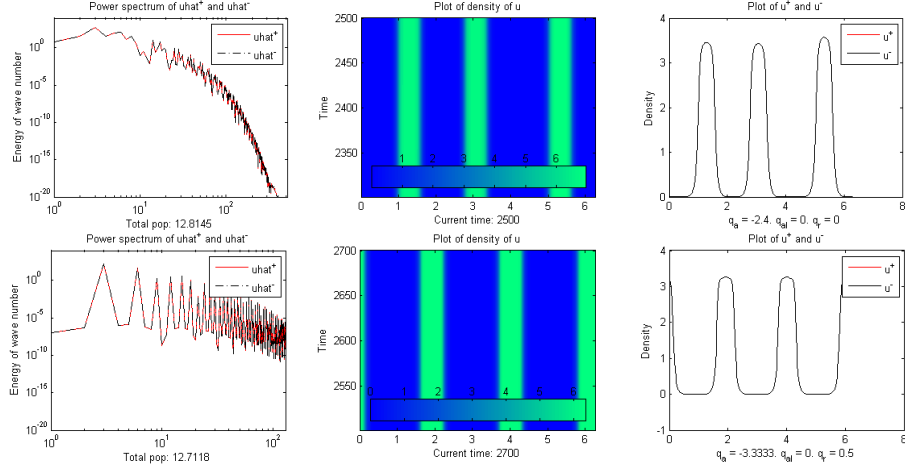 Power spectrum of uhat⁺ and uhat⁻
Plot of density of u
Plot of u⁺ and u⁻
10⁰
10⁻⁵
10⁻¹⁰
10⁻¹⁵
10⁻²⁰
Energy of wave number
uhat⁺
uhat⁻
10⁰
10¹
10²
Total pop: 12.8145
2500
2450
2400
2350
Time
1 2 3 4 5 6
0 1 2 3 4 5 6
Current time: 2500
4
3
2
1
0
Density
u⁺
u⁻
0 2 4 6 8
q_a = -2.4. q_al = 0. q_r = 0
Power spectrum of uhat⁺ and uhat⁻
Plot of density of u
Plot of u⁺ and u⁻
10⁰
10⁻⁵
10⁻¹⁰
10⁻¹⁵
10⁻²⁰
Energy of wave number
uhat⁺
uhat⁻
10⁰
10¹
10²
Total pop: 12.7118
2700
2650
2600
2550
Time
0 1 2 3 4 5 6
0 1 2 3 4 5 6
Current time: 2700
4
3
2
1
0
-1
Density
u⁺
u⁻
0 2 4 6 8
q_a = -3.3333. q_al = 0. q_r = 0.5